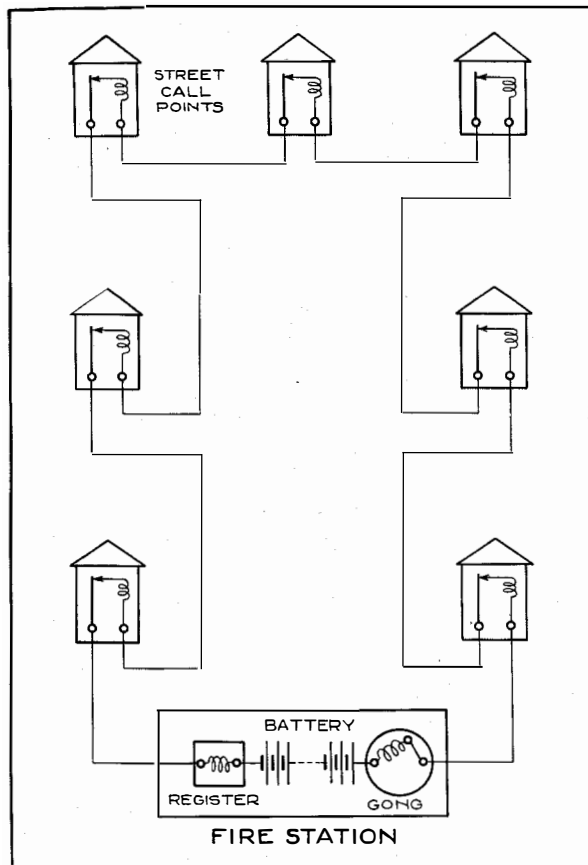 STREET
CALL
POINTS
BATTERY
REGISTER
GONG
FIRE STATION